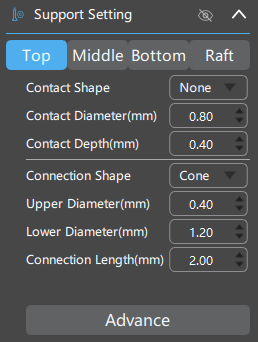 Support Setting
Top Middle Bottom Raft
Contact Shape None
Contact Diameter(mm) 0.80
Contact Depth(mm) 0.40
Connection Shape Cone
Upper Diameter(mm) 0.40
Lower Diameter(mm) 1.20
Connection Length(mm) 2.00
Advance